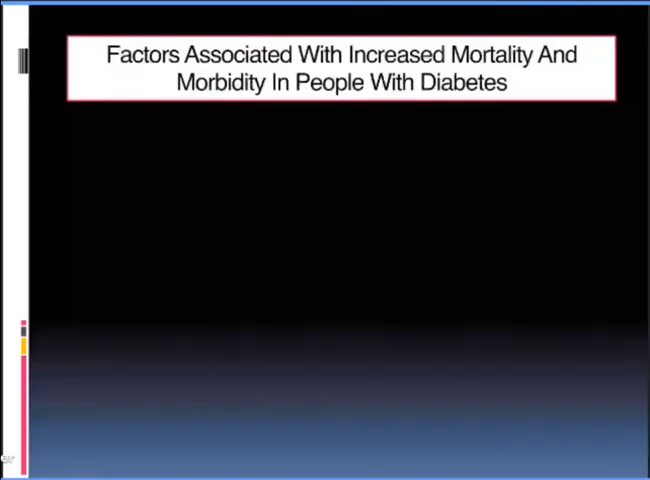 Factors Associated With Increased Mortality And
Morbidity In People With Diabetes